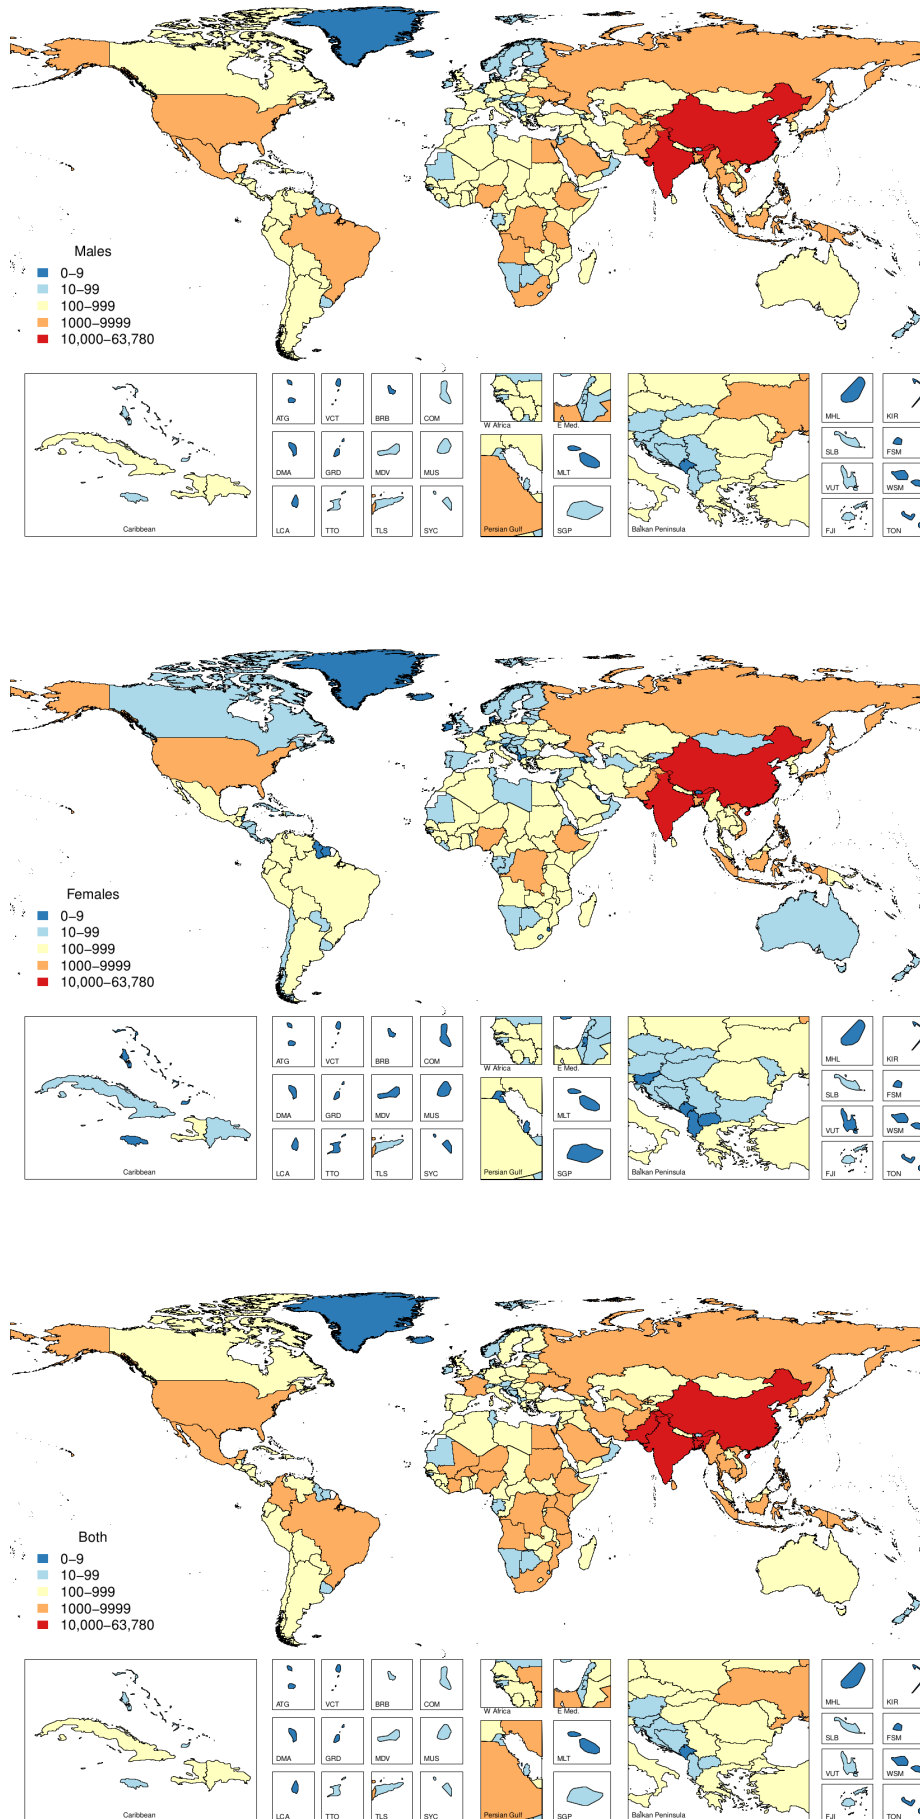 Males
0–9
10–99
100–999
1000–9999
10,000–63,780
ATG
VCT
BRB
COM
W Africa
E Med.
MHL
KIR
DMA
GRD
MDV
MUS
MLT
SLB
FSM
LCA
TTO
TLS
SYC
SGP
VUT
WSM
Caribbean
Persian Gulf
Balkan Peninsula
FJI
TON
Females
0–9
10–99
100–999
1000–9999
10,000–63,780
ATG
VCT
BRB
COM
W Africa
E Med.
MHL
KIR
DMA
GRD
MDV
MUS
MLT
SLB
FSM
LCA
TTO
TLS
SYC
SGP
VUT
WSM
Caribbean
Persian Gulf
Balkan Peninsula
FJI
TON
Both
0–9
10–99
100–999
1000–9999
10,000–63,780
ATG
VCT
BRB
COM
W Africa
E Med.
MHL
KIR
DMA
GRD
MDV
MUS
MLT
SLB
FSM
LCA
TTO
TLS
SYC
SGP
VUT
WSM
Caribbean
Persian Gulf
Balkan Peninsula
FJI
TON